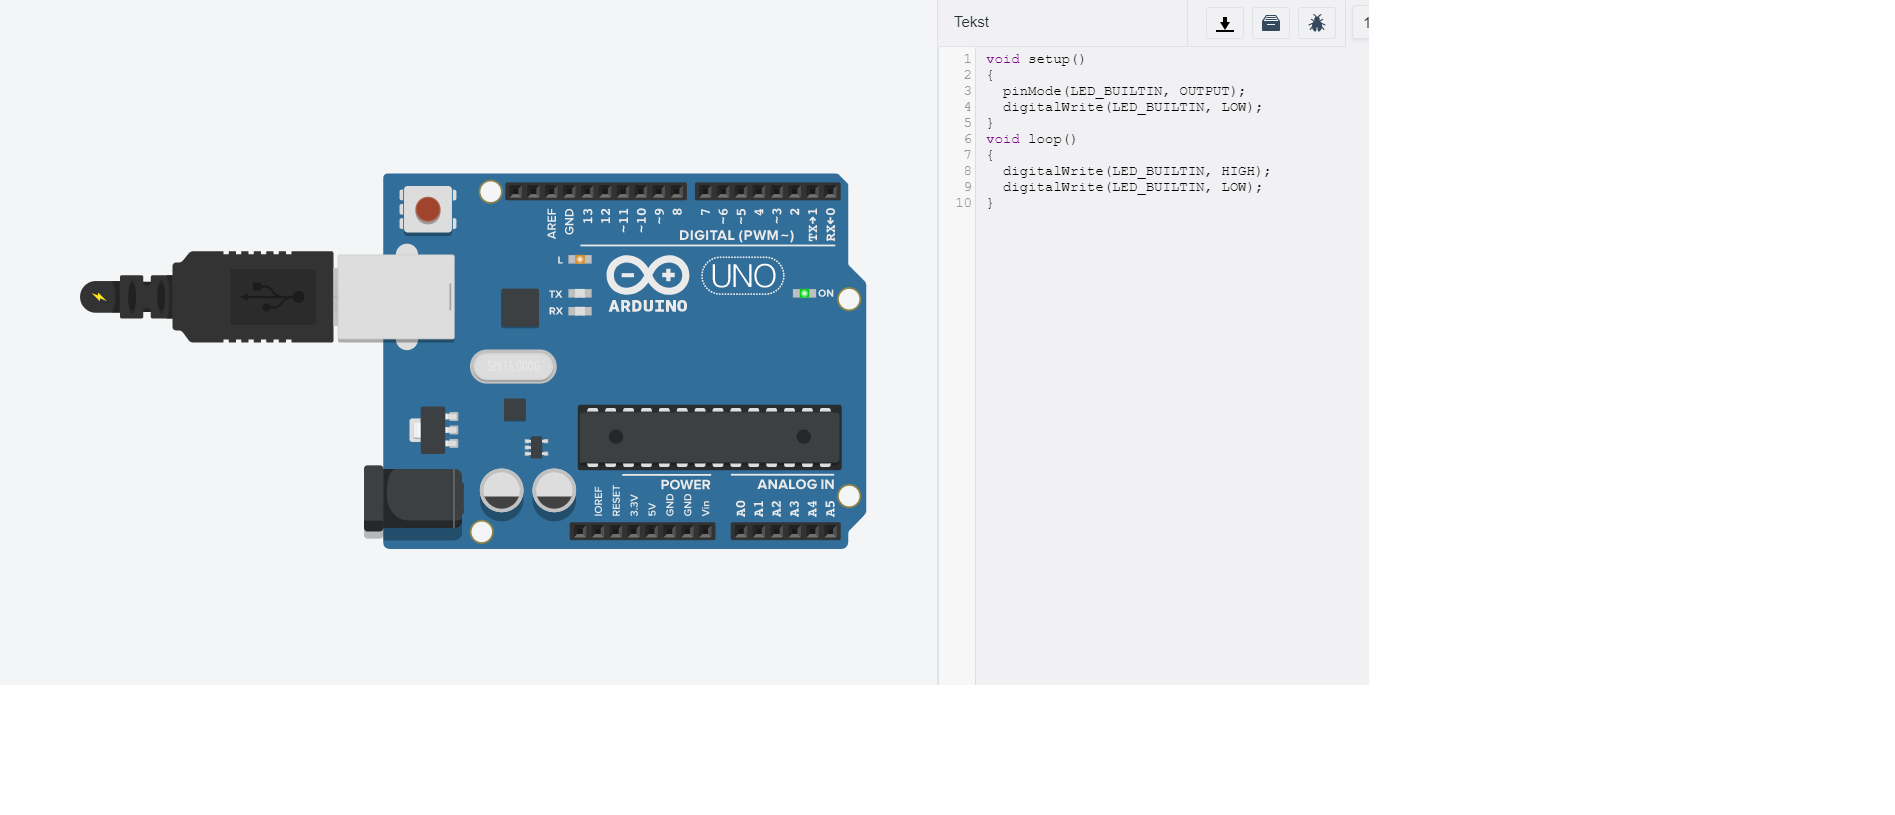 Tekst
1
1 void setup()
2 {
3 pinMode(LED_BUILTIN, OUTPUT);
4 digitalWrite(LED_BUILTIN, LOW);
5 }
6 void loop()
7 {
8 digitalWrite(LED_BUILTIN, HIGH);
9 digitalWrite(LED_BUILTIN, LOW);
10 }
AREF
GND
13
12
~11
~10
~9
8
7
~6
~5
4
~3
2
TX→1
RX←0
DIGITAL (PWM~)
L
TX
RX
ARDUINO
UNO
ON
SPK16.000G
POWER
ANALOG IN
IOREF
RESET
3.3V
5V
GND
GND
Vin
A0
A1
A2
A3
A4
A5